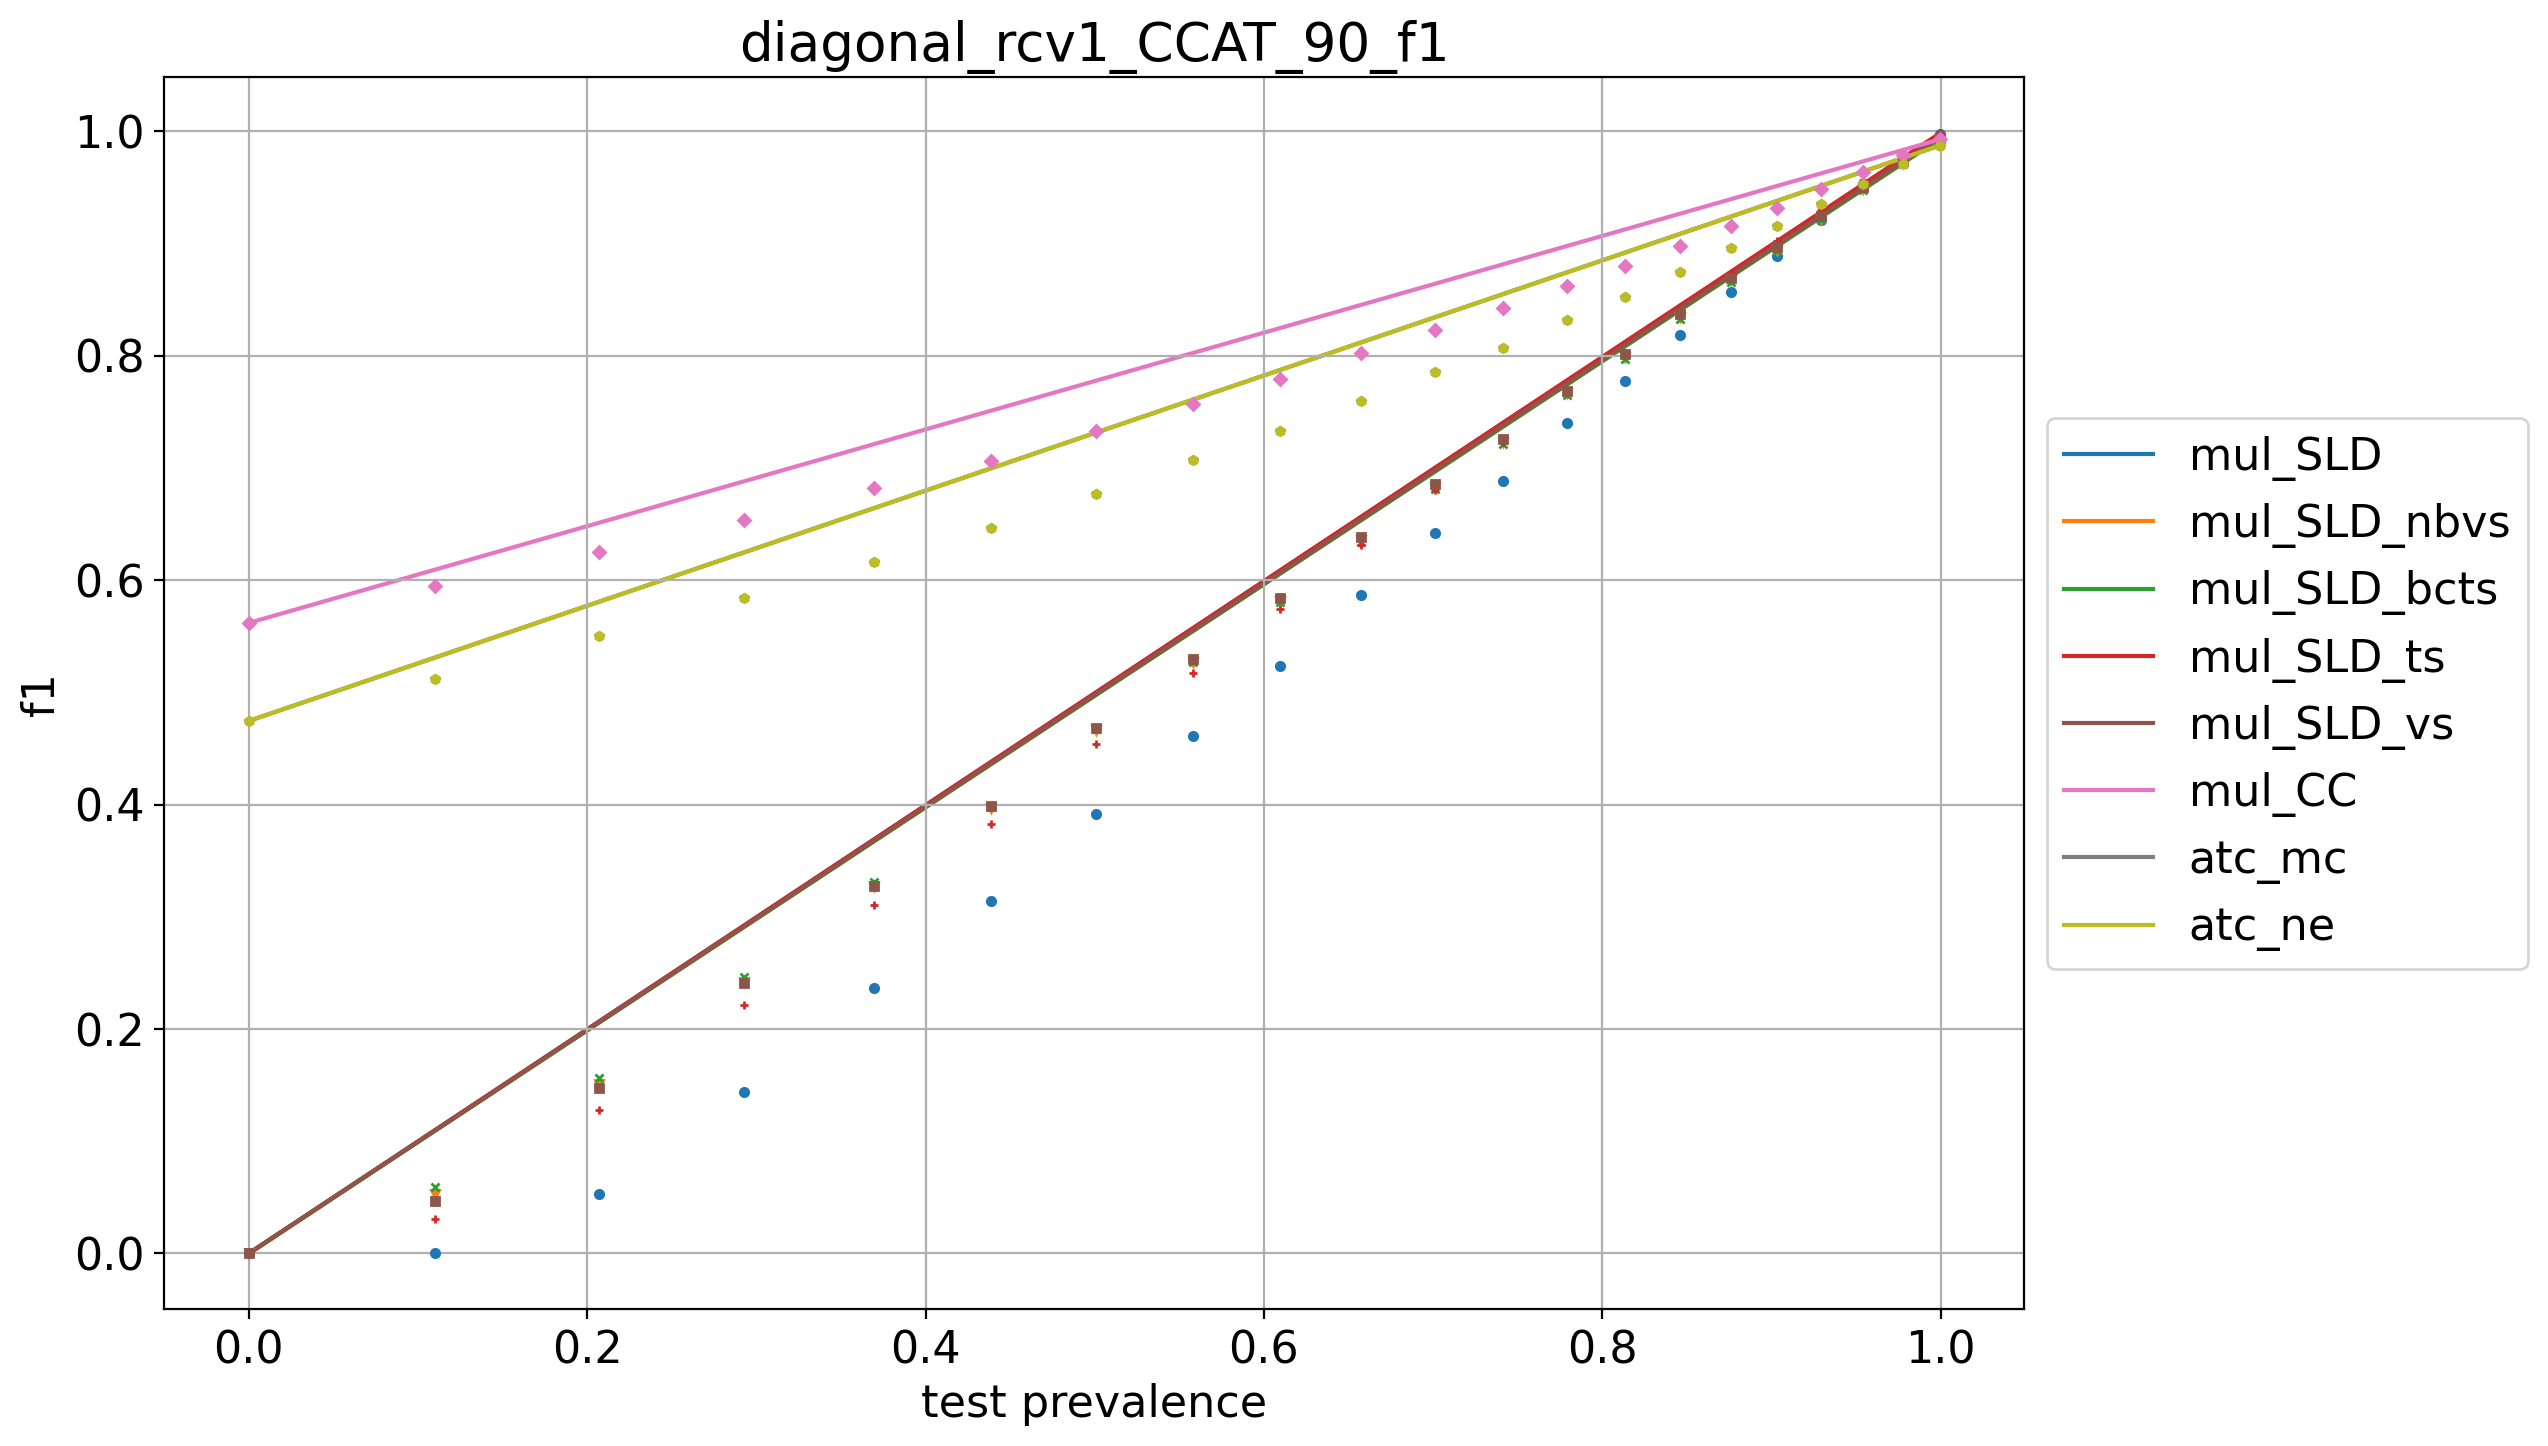 diagonal_rcv1_CCAT_90_f1
1.0
0.8
0.6
0.4
0.2
0.0
f1
0.0 0.2 0.4 0.6 0.8 1.0
test prevalence
mul_SLD
mul_SLD_nbvs
mul_SLD_bcts
mul_SLD_ts
mul_SLD_vs
mul_CC
atc_mc
atc_ne